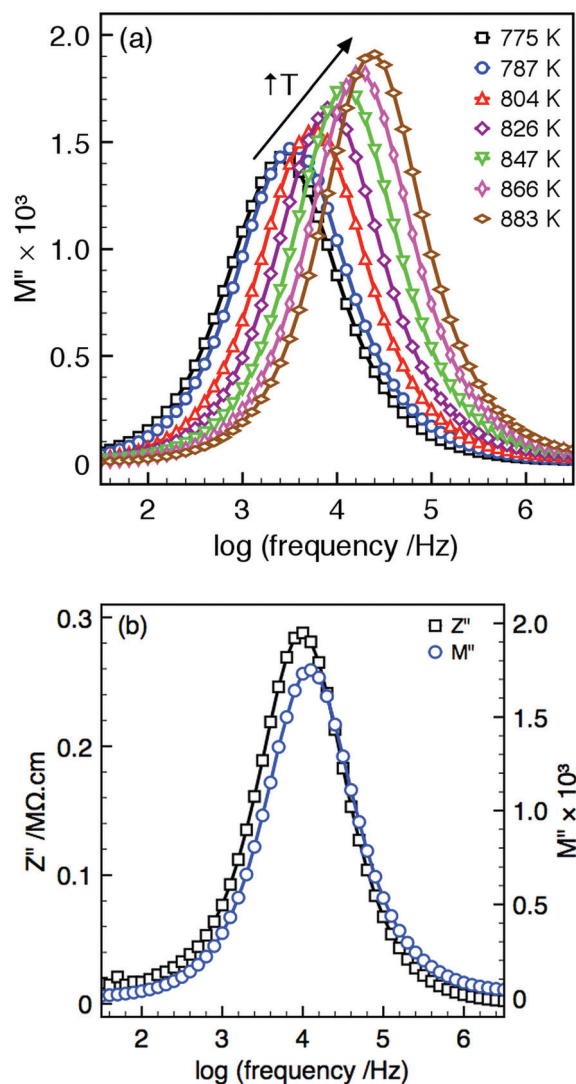 (a)
2.0
1.5
1.0
0.5
0
M" × 10³
↑T
775 K
787 K
804 K
826 K
847 K
866 K
883 K
2 3 4 5 6
log (frequency /Hz)
(b)
0.3
0.2
0.1
0
Z" /MΩ.cm
Z"
M"
2.0
1.5
1.0
0.5
0
M" × 10³
2 3 4 5 6
log (frequency /Hz)